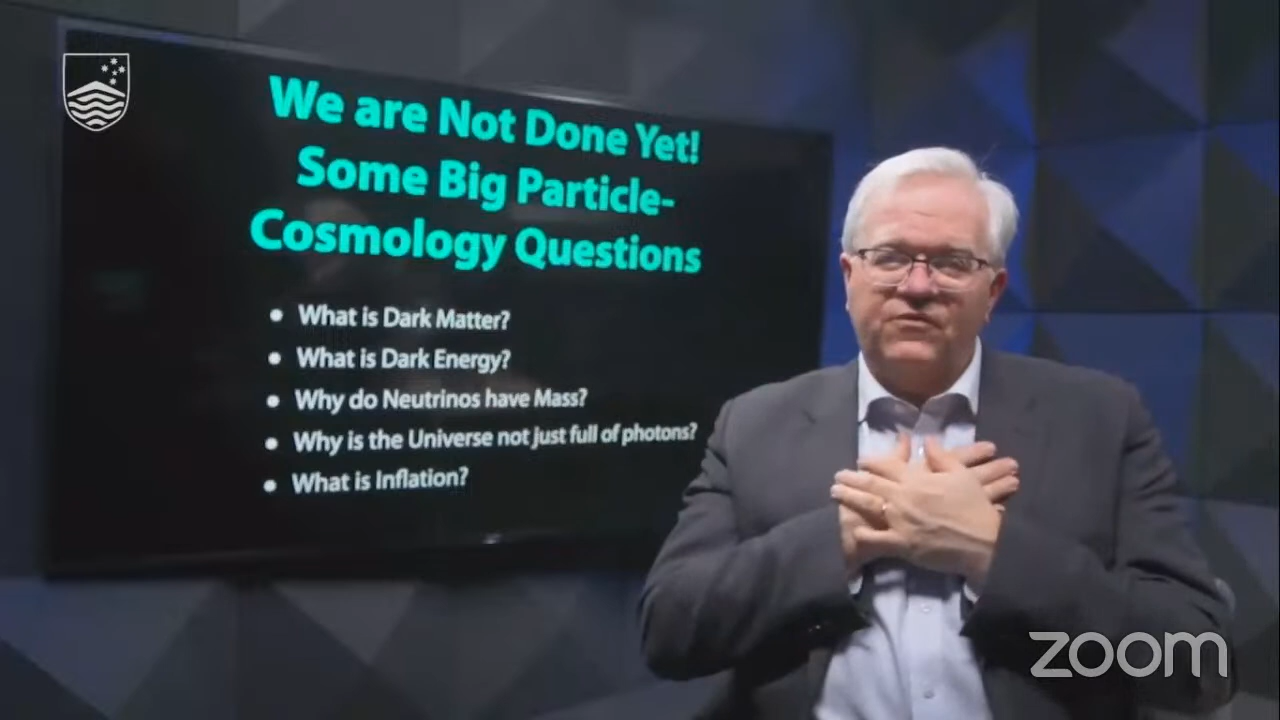 We are Not Done Yet!
Some Big Particle-
Cosmology Questions
• What is Dark Matter?
• What is Dark Energy?
• Why do Neutrinos have Mass?
• Why is the Universe not just full of photons?
• What is Inflation?
zoom